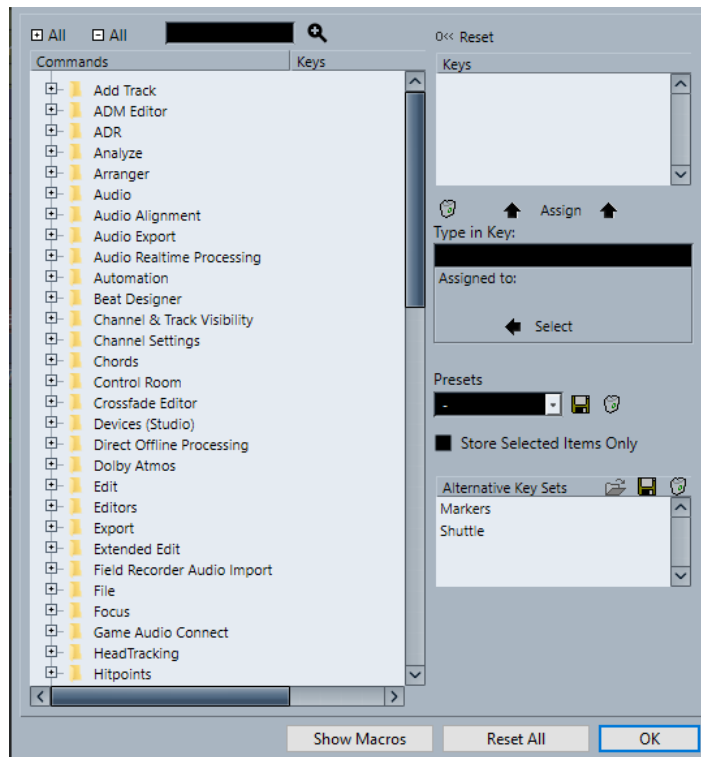 All
All
0<< Reset
Commands
Keys
Add Track
ADM Editor
ADR
Analyze
Arranger
Audio
Audio Alignment
Audio Export
Audio Realtime Processing
Automation
Beat Designer
Channel & Track Visibility
Channel Settings
Chords
Control Room
Crossfade Editor
Devices (Studio)
Direct Offline Processing
Dolby Atmos
Edit
Editors
Export
Extended Edit
Field Recorder Audio Import
File
Focus
Game Audio Connect
HeadTracking
Hitpoints
Keys
Assign
Type in Key:
Assigned to:
Select
Presets
-
Store Selected Items Only
Alternative Key Sets
Markers
Shuttle
Show Macros
Reset All
OK